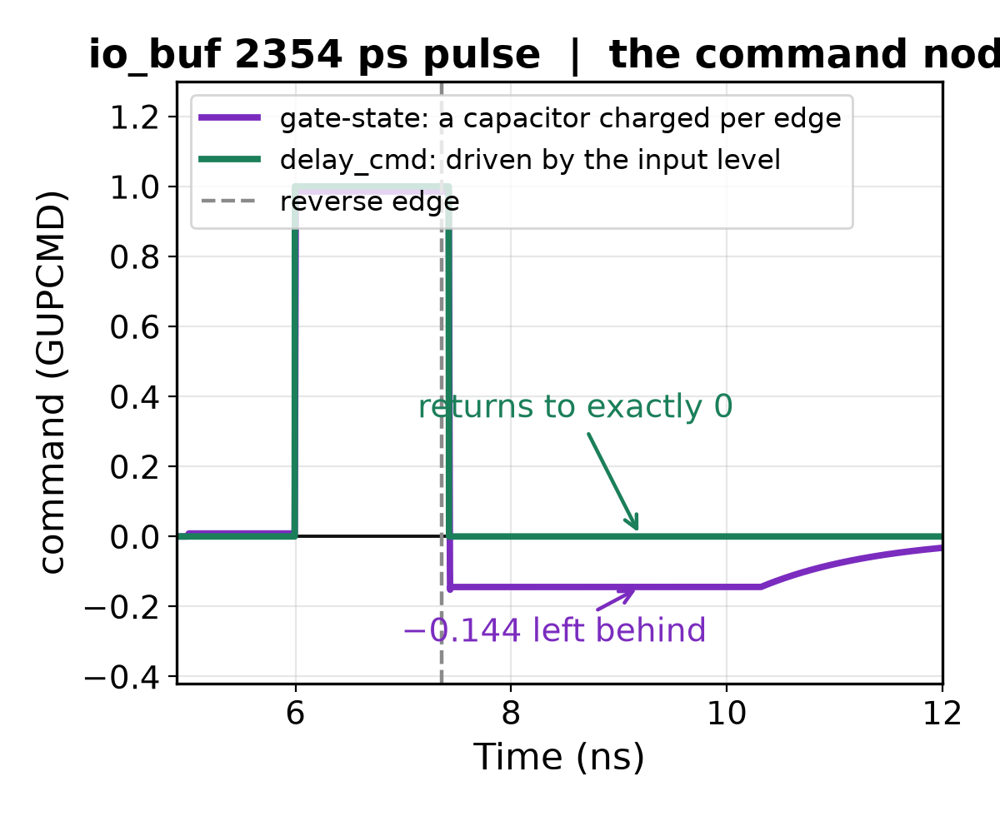 io_buf 2354 ps pulse | the command nod
gate-state: a capacitor charged per edge
delay_cmd: driven by the input level
reverse edge
1.2
1.0
0.8
0.6
0.4
0.2
0.0
−0.2
−0.4
command (GUPCMD)
returns to exactly 0
−0.144 left behind
6
8
10
12
Time (ns)